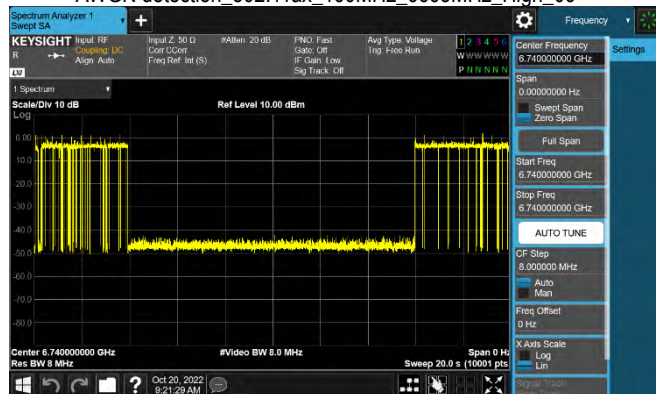 Spectrum Analyzer 1
Swept SA
Frequency
KEYSIGHT
R
LXI
Input: RF
Coupling: DC
Align: Auto
Input Z: 50 Ω
Corr CCorr
Freq Ref: Int (S)
#Atten: 20 dB
PNO: Fast
Gate: Off
IF Gain: Low
Sig Track: Off
Avg Type: Voltage
Trig: Free Run
1 2 3 4 5 6
W W W W W W
P N N N N N
Center Frequency
6.740000000 GHz
Settings
Span
0.00000000 Hz
Swept Span
Zero Span
Full Span
Start Freq
6.740000000 GHz
Stop Freq
6.740000000 GHz
AUTO TUNE
CF Step
8.000000 MHz
Auto
Man
Freq Offset
0 Hz
X Axis Scale
Log
Lin
1 Spectrum
Scale/Div 10 dB
Ref Level 10.00 dBm
Log
0.00
-10.0
-20.0
-30.0
-40.0
-50.0
-60.0
-70.0
-80.0
Center 6.740000000 GHz
#Video BW 8.0 MHz
Span 0 Hz
Res BW 8 MHz
Sweep 20.0 s (10001 pts)
Oct 20, 2022
9:21:29 AM